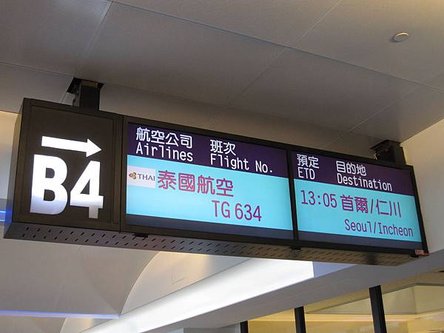 B4
航空公司 班次
Airlines Flight No.
THAI 泰國航空
TG 634
預定 目的地
ETD Destination
13:05 首爾/仁川
Seoul/Incheon